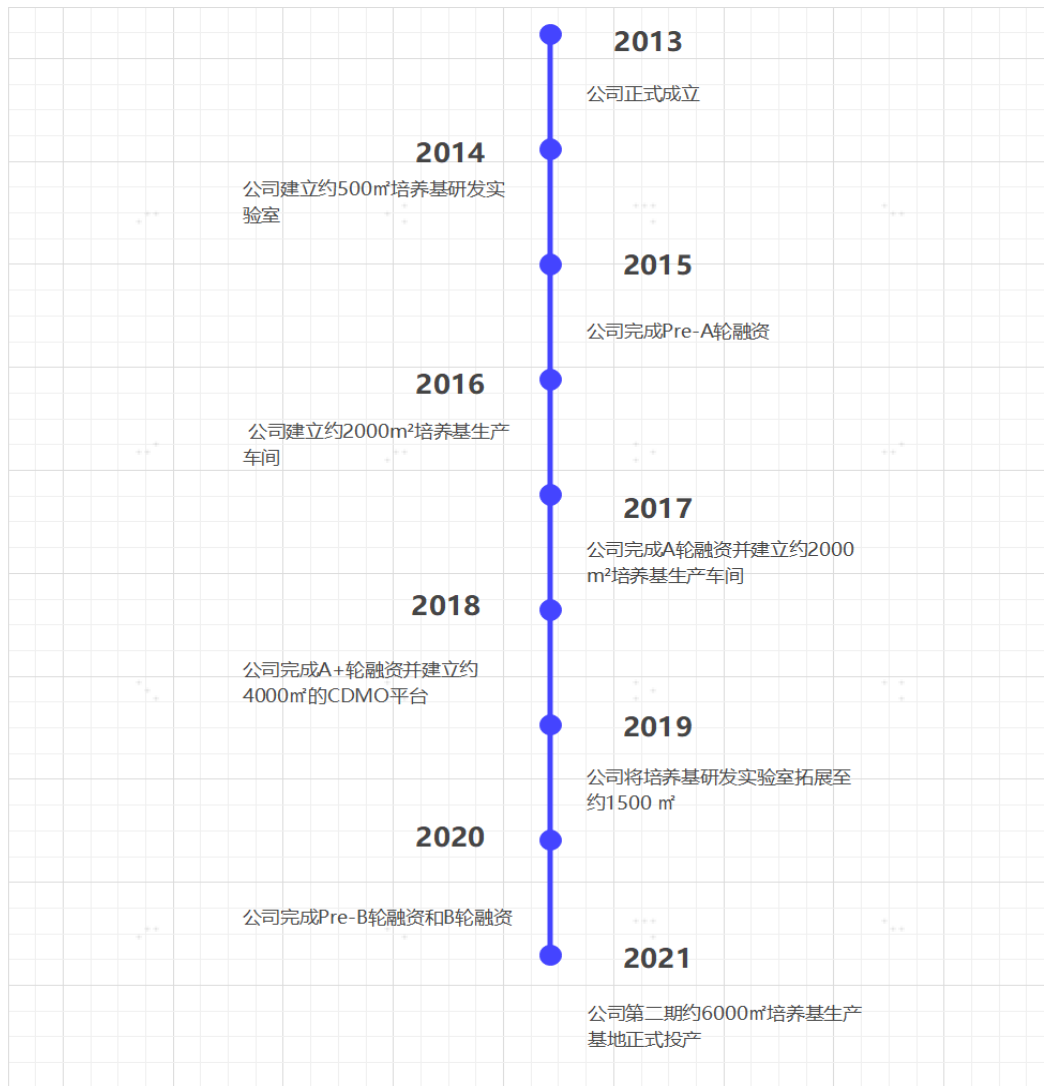 2013
公司正式成立
2014
公司建立约500㎡培养基研发实
验室
2015
公司完成Pre-A轮融资
2016
公司建立约2000m²培养基生产
车间
2017
公司完成A轮融资并建立约2000
m²培养基生产车间
2018
公司完成A+轮融资并建立约
4000㎡的CDMO平台
2019
公司将培养基研发实验室拓展至
约1500 ㎡
2020
公司完成Pre-B轮融资和B轮融资
2021
公司第二期约6000㎡培养基生产
基地正式投产